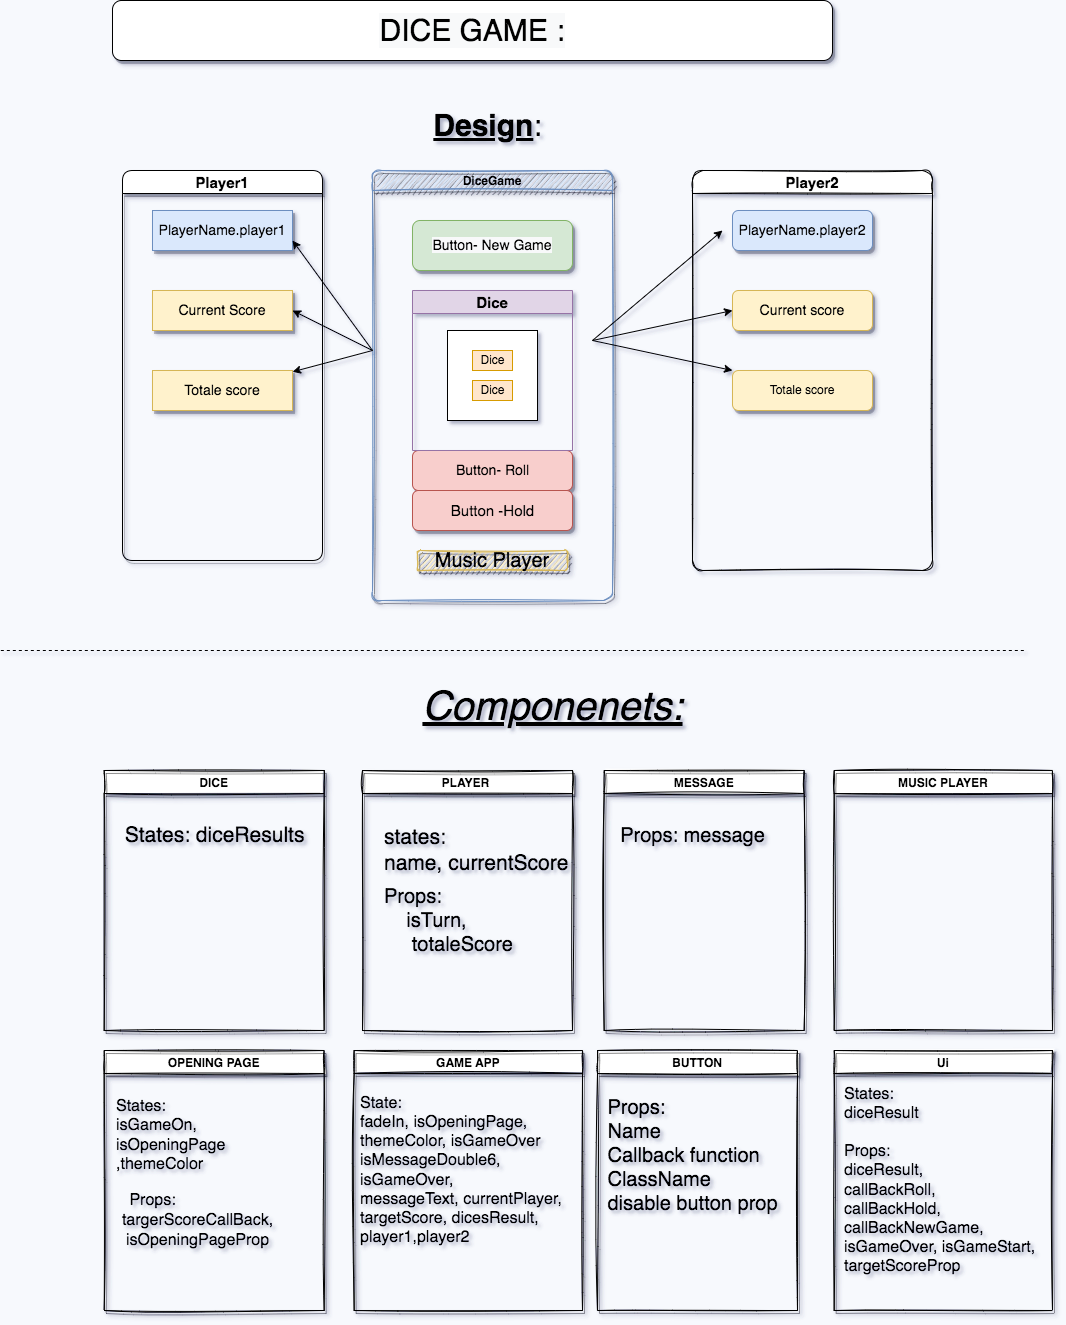 DICE GAME :
Design:
Player1
PlayerName.player1
Current Score
Totale score
DiceGame
Button- New Game
Dice
Dice
Dice
Button- Roll
Button -Hold
Music Player
Player2
PlayerName.player2
Current score
Totale score
Componenets:
DICE
States: diceResults
PLAYER
states:
name, currentScore
Props:
isTurn,
totaleScore
MESSAGE
Props: message
MUSIC PLAYER
OPENING PAGE
States:
isGameOn,
isOpeningPage
,themeColor
Props:
targerScoreCallBack,
isOpeningPageProp
GAME APP
State:
fadeIn, isOpeningPage,
themeColor, isGameOver
isMessageDouble6,
isGameOver,
messageText, currentPlayer,
targetScore, dicesResult,
player1,player2
BUTTON
Props:
Name
Callback function
ClassName
disable button prop
Ui
States:
diceResult
Props:
diceResult,
callBackRoll,
callBackHold,
callBackNewGame,
isGameOver, isGameStart,
targetScoreProp